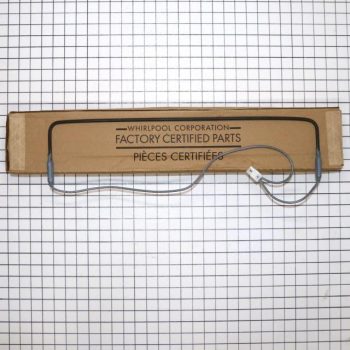 WHIRLPOOL CORPORATION
FACTORY CERTIFIED PARTS
PIÈCES CERTIFIÉES